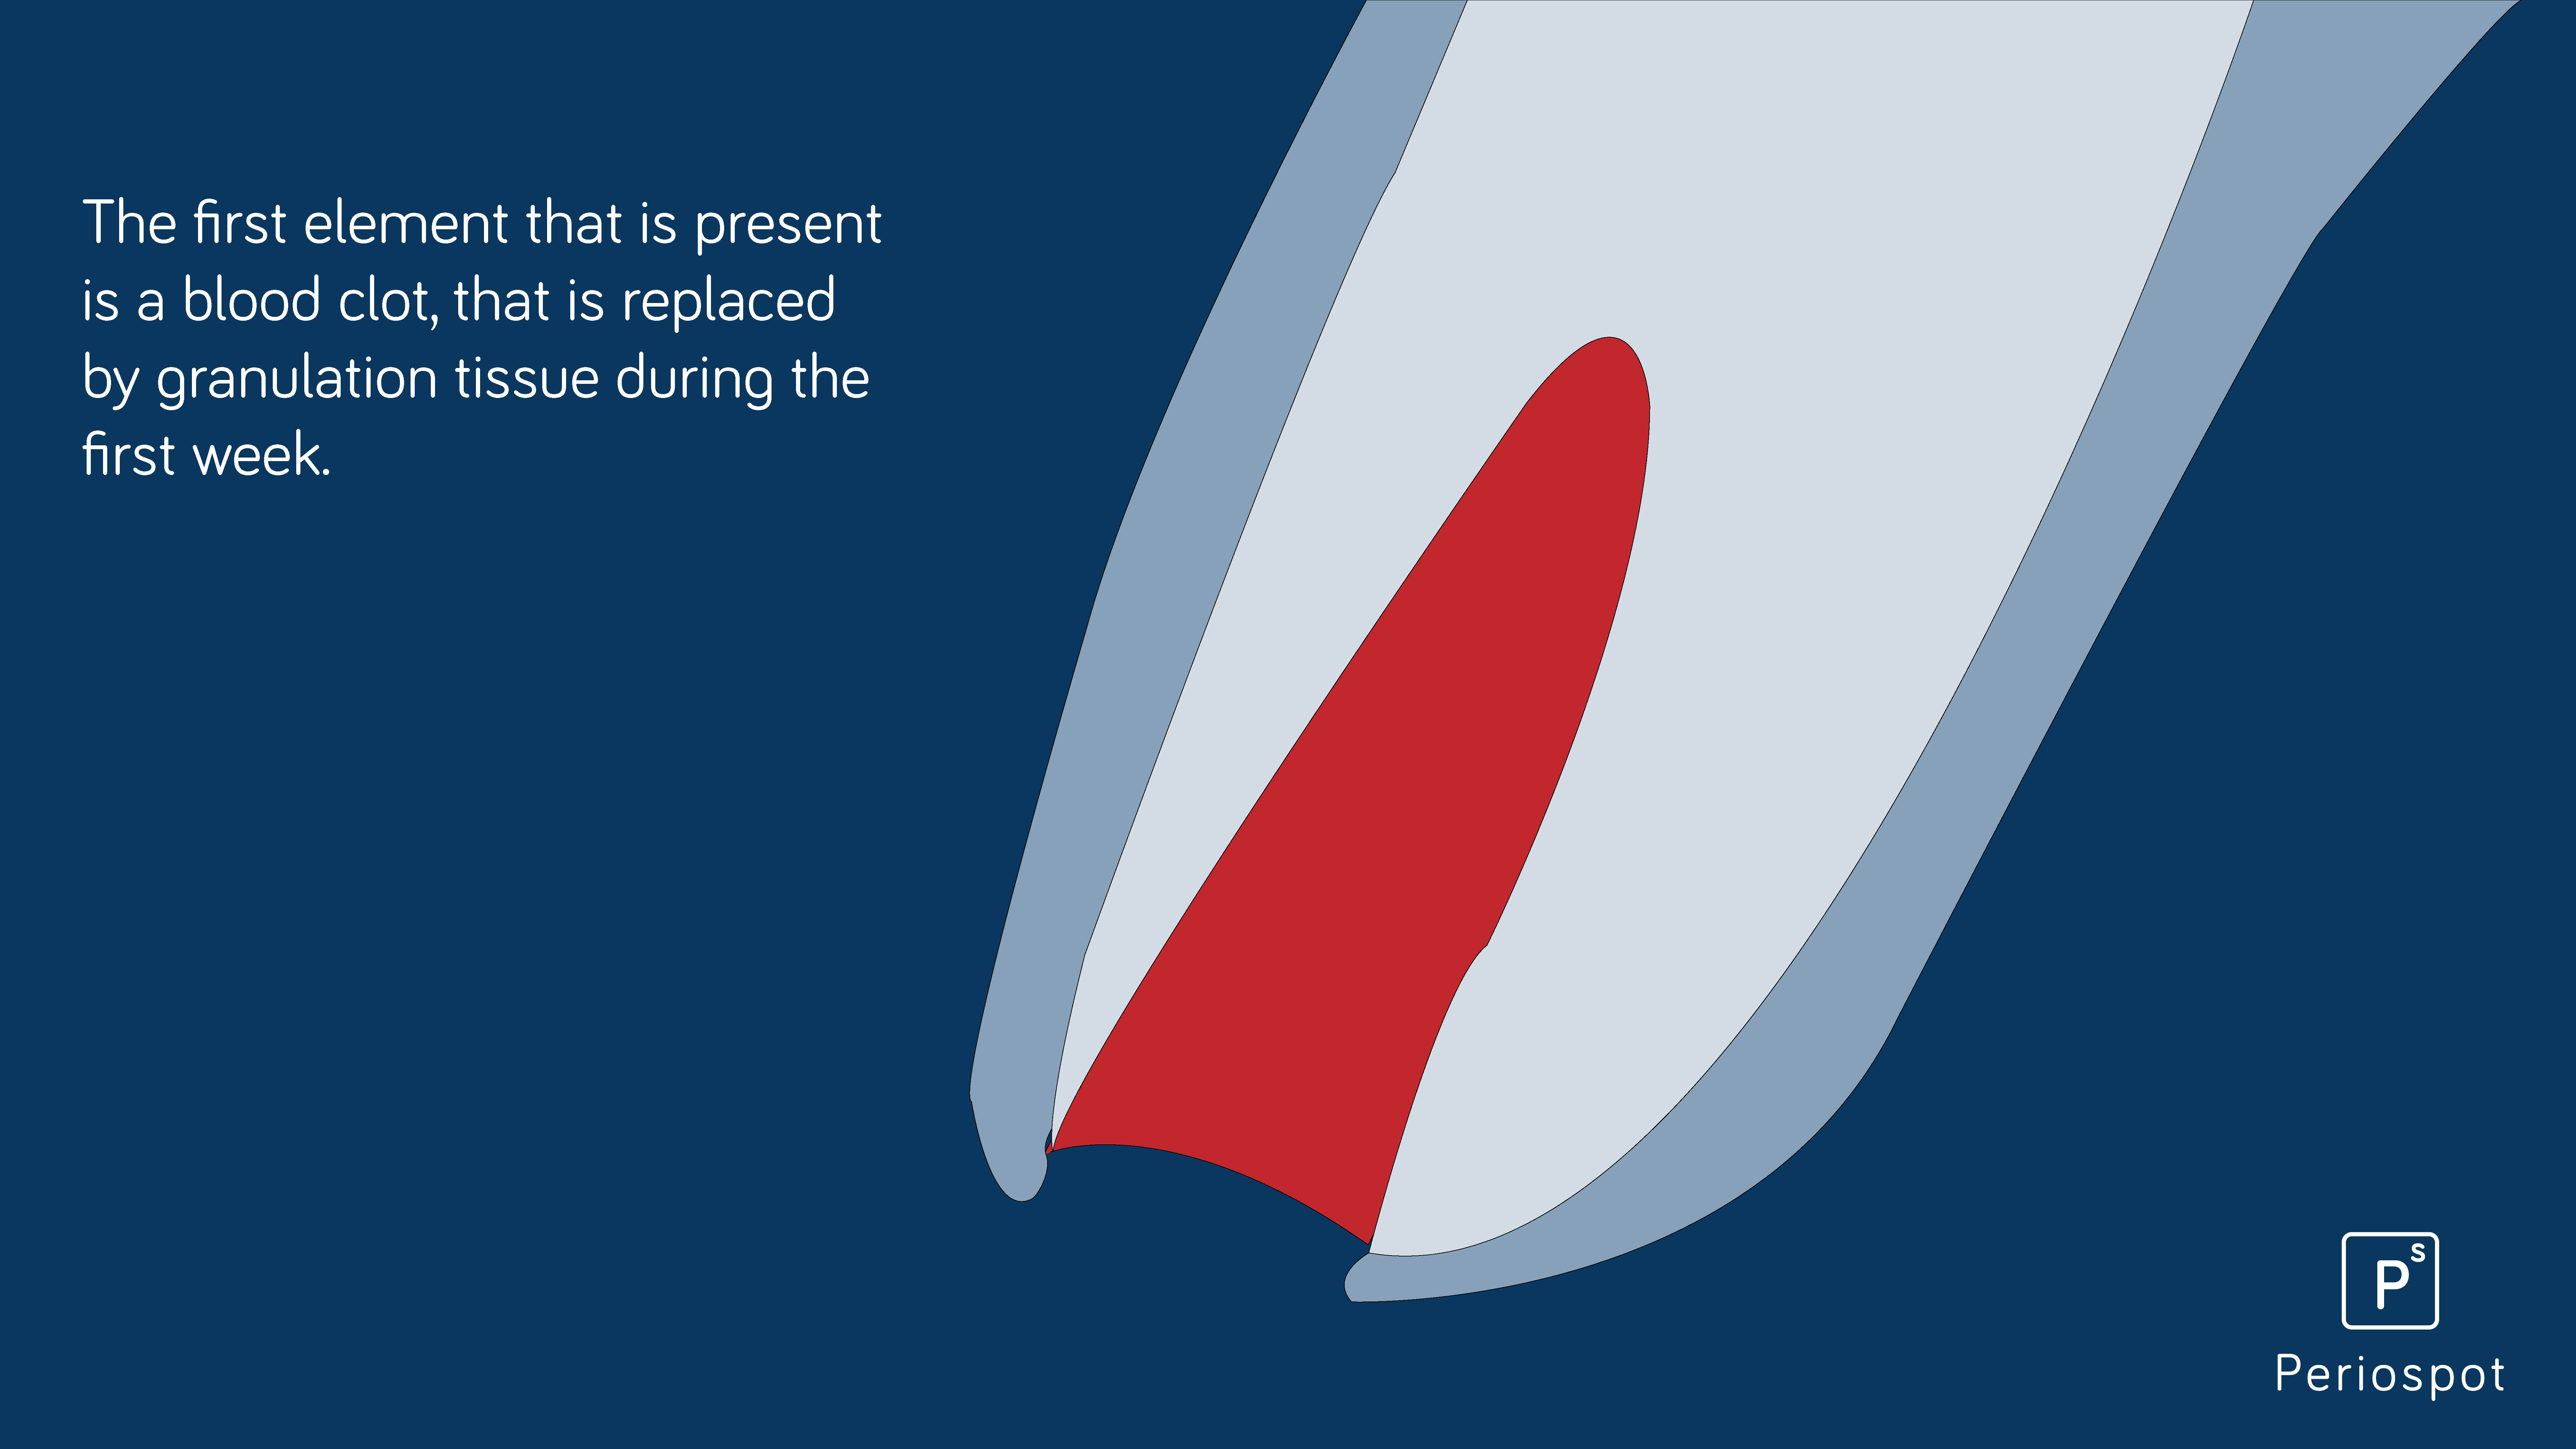 The first element that is present
is a blood clot, that is replaced
by granulation tissue during the
first week.
Ps
Periospot